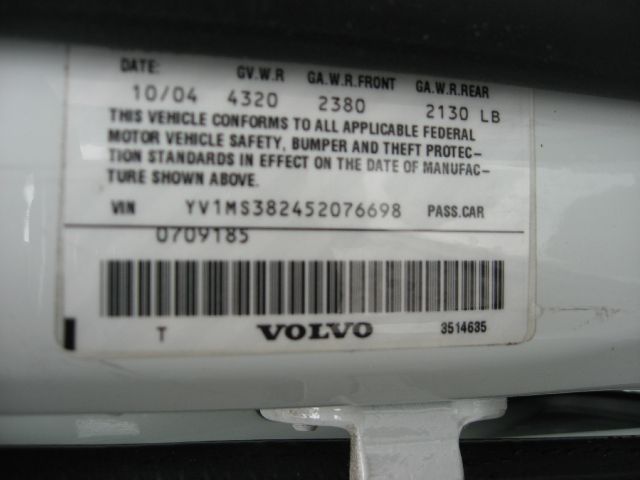 DATE: GV.W.R GA.W.R.FRONT GA.W.R.REAR
10/04 4320 2380 2130 LB
THIS VEHICLE CONFORMS TO ALL APPLICABLE FEDERAL
MOTOR VEHICLE SAFETY, BUMPER AND THEFT PROTEC-
TION STANDARDS IN EFFECT ON THE DATE OF MANUFAC-
TURE SHOWN ABOVE.
VIN YV1MS382452076698 PASS.CAR
0709185
T VOLVO 3514635